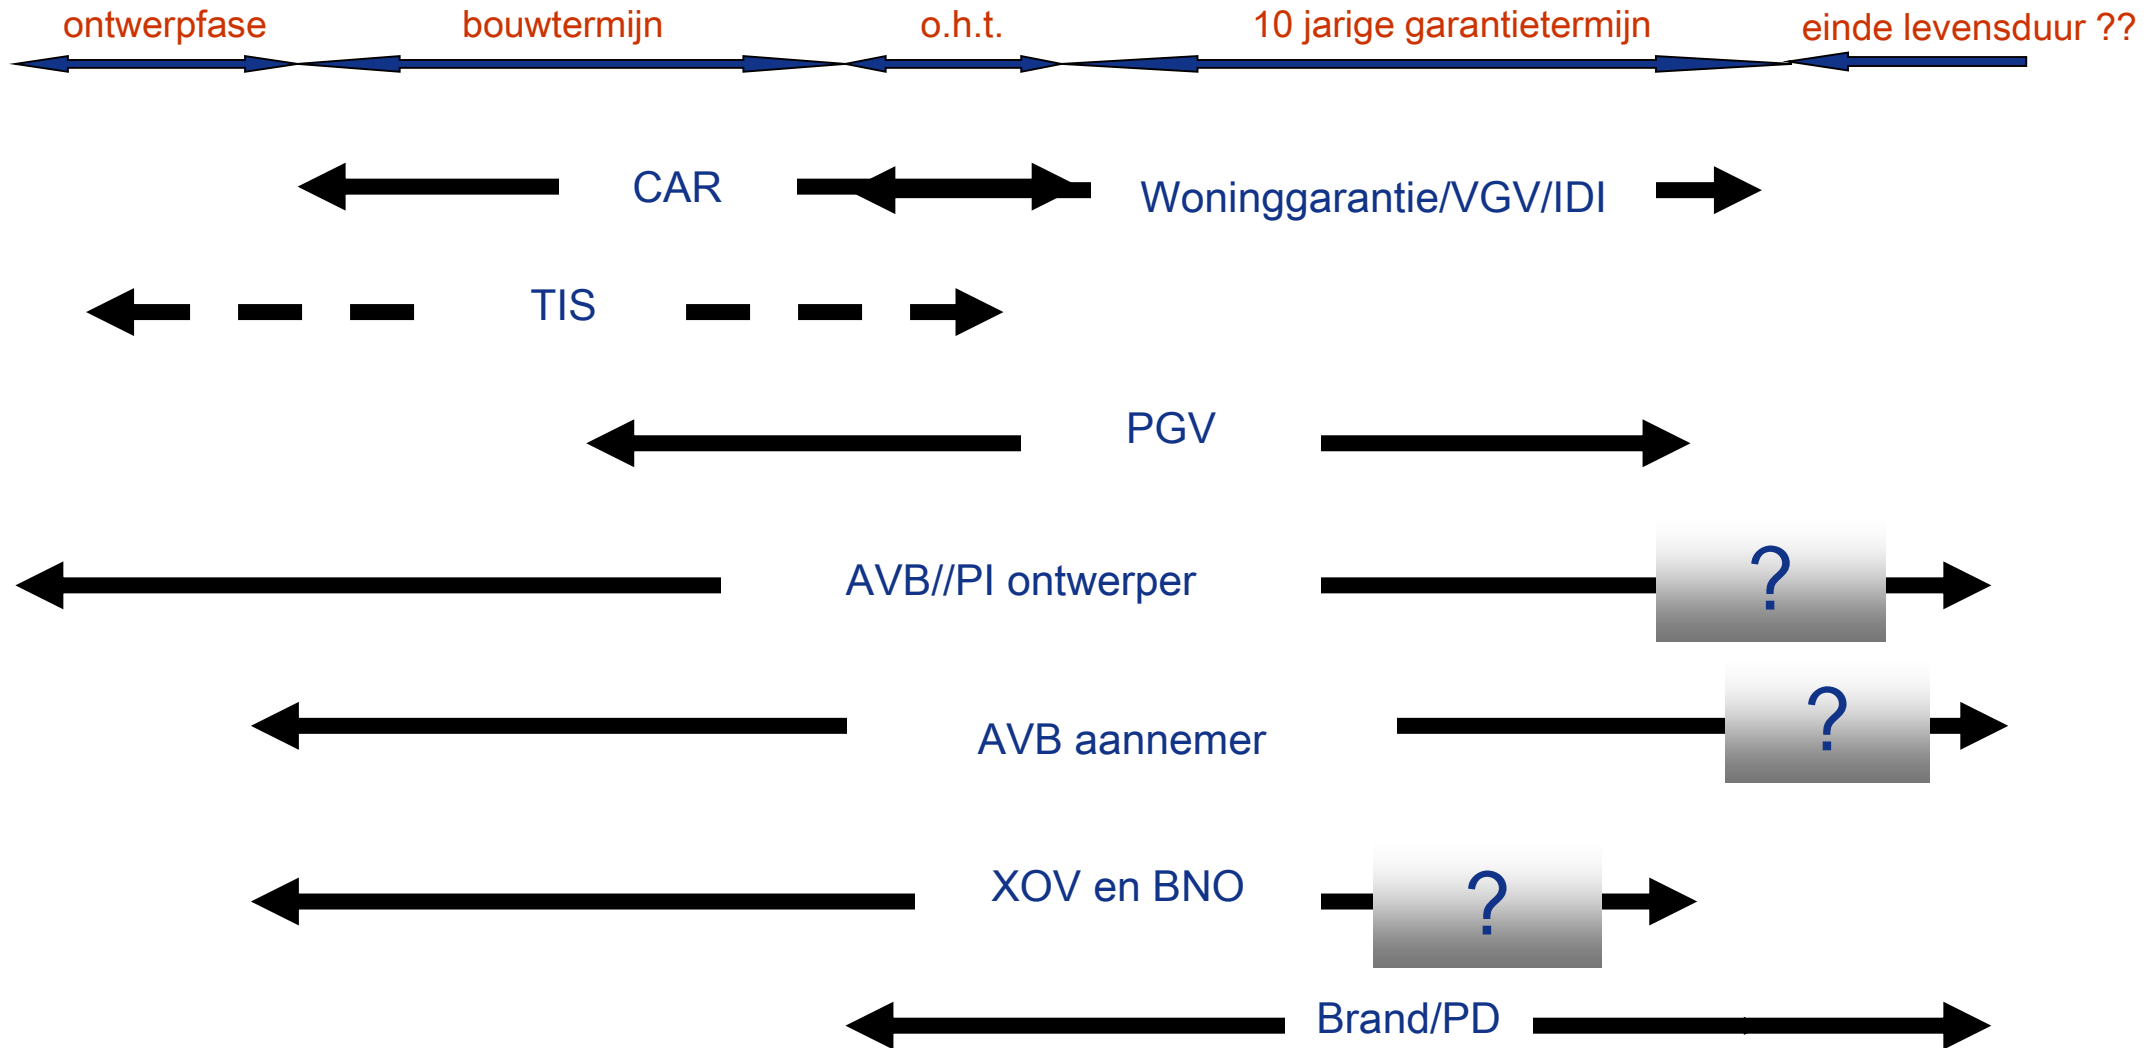 ontwerpfase bouwtermijn o.h.t. 10 jarige garantietermijn einde levensduur ??
CAR Woninggarantie/VGV/IDI
TIS
PGV
AVB//PI ontwerper ?
AVB aannemer ?
XOV en BNO ?
Brand/PD